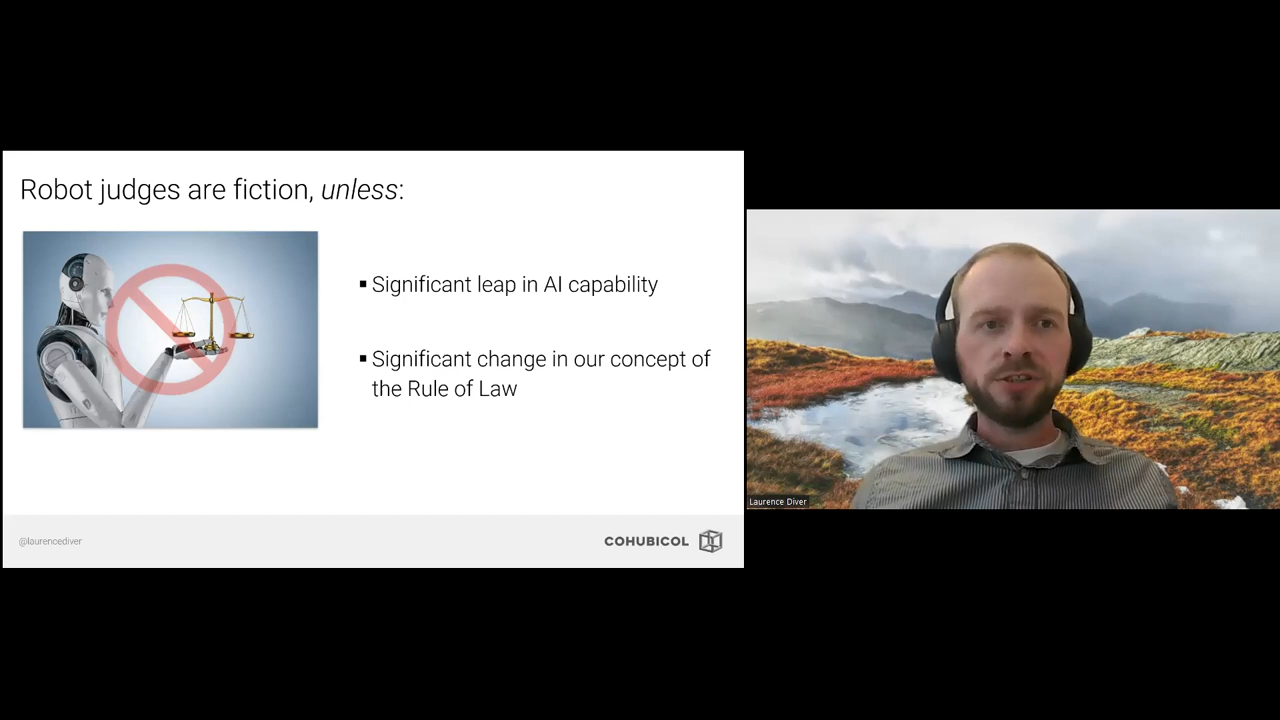 Robot judges are fiction, unless:
▪ Significant leap in AI capability
▪ Significant change in our concept of
the Rule of Law
@laurencediver
COHUBICOL
Laurence Diver